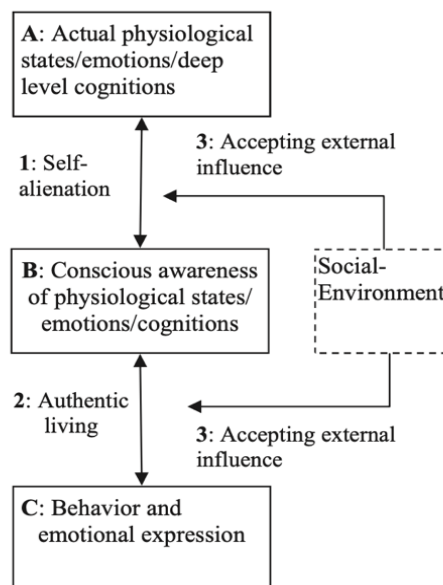 A: Actual physiological
states/emotions/deep
level cognitions
3: Accepting external
influence
1: Self-
alienation
B: Conscious awareness
of physiological states/
emotions/cognitions
Social-
Environment
2: Authentic
living
3: Accepting external
influence
C: Behavior and
emotional expression